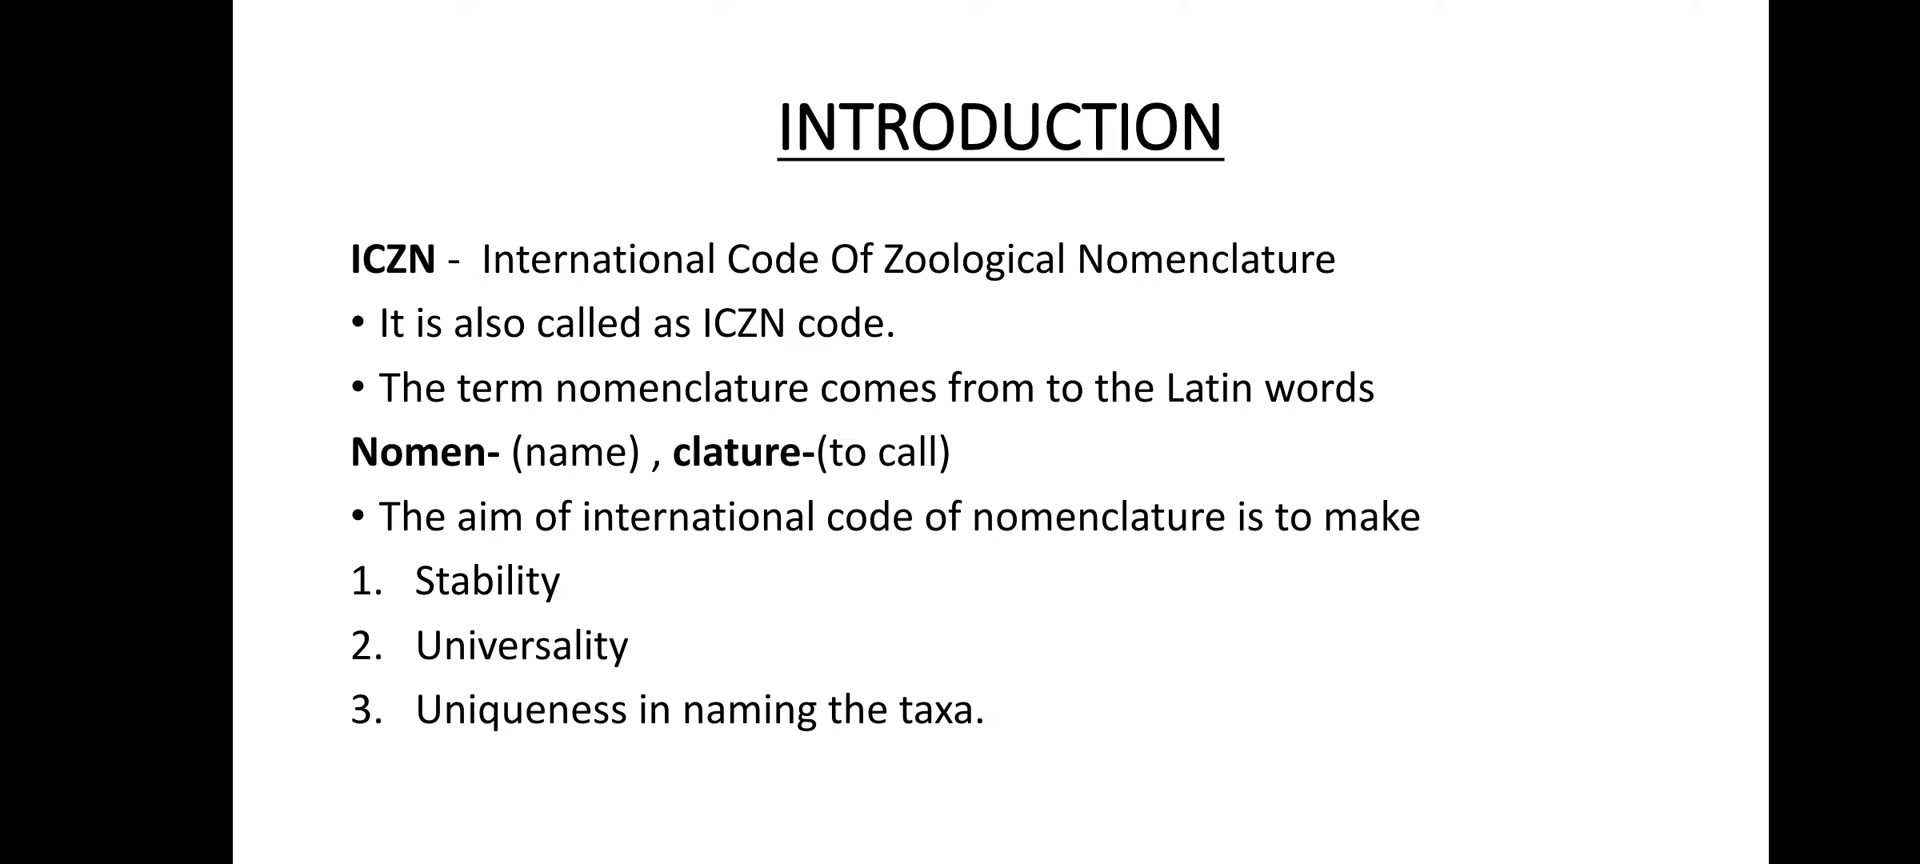 INTRODUCTION
ICZN - International Code Of Zoological Nomenclature
• It is also called as ICZN code.
• The term nomenclature comes from to the Latin words
Nomen- (name) , clature-(to call)
• The aim of international code of nomenclature is to make
1. Stability
2. Universality
3. Uniqueness in naming the taxa.